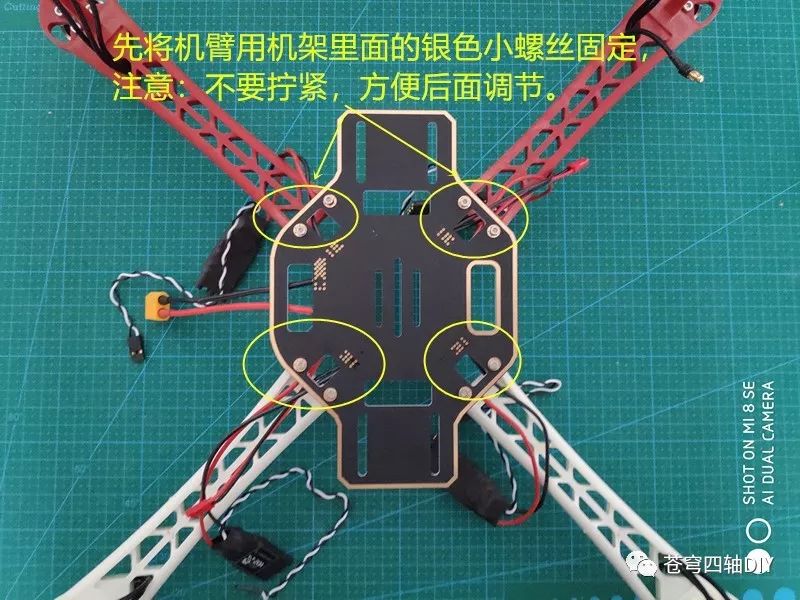 Cutting
先将机臂用机架里面的银色小螺丝固定，
注意：不要拧紧，方便后面调节。
SHOT ON MI 8 SE
AI DUAL CAMERA
苍穹四轴DIY